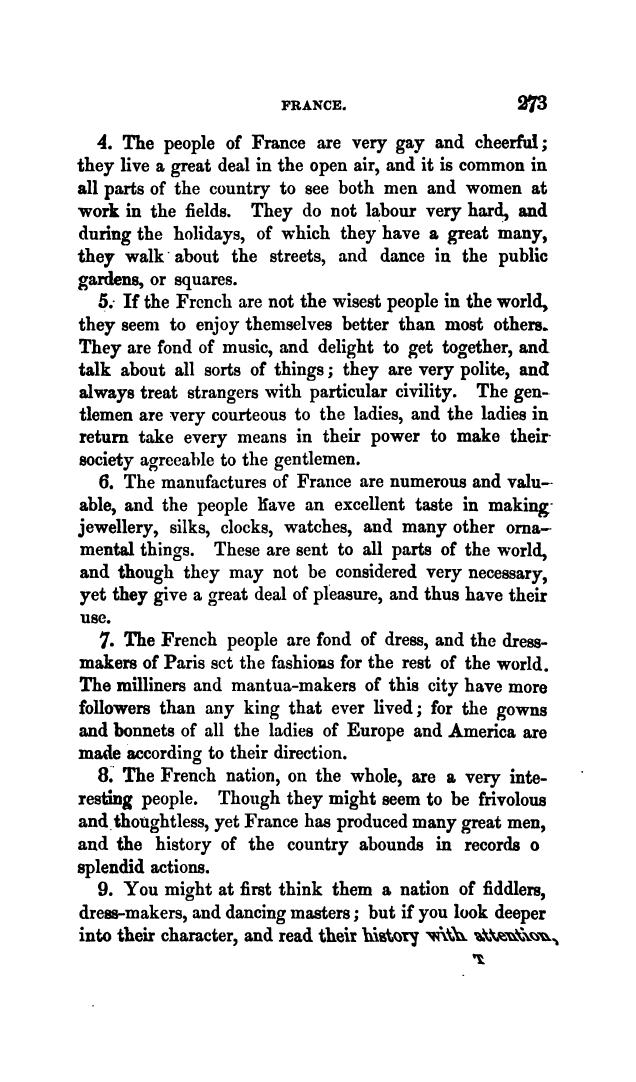 FRANCE. 273
4. The people of France are very gay and cheerful;
they live a great deal in the open air, and it is common in
all parts of the country to see both men and women at
work in the fields. They do not labour very hard, and
during the holidays, of which they have a great many,
they walk about the streets, and dance in the public
gardens, or squares.
5. If the French are not the wisest people in the world,
they seem to enjoy themselves better than most others.
They are fond of music, and delight to get together, and
talk about all sorts of things; they are very polite, and
always treat strangers with particular civility. The gen-
tlemen are very courteous to the ladies, and the ladies in
return take every means in their power to make their
society agreeable to the gentlemen.
6. The manufactures of France are numerous and valu-
able, and the people have an excellent taste in making
jewellery, silks, clocks, watches, and many other orna-
mental things. These are sent to all parts of the world,
and though they may not be considered very necessary,
yet they give a great deal of pleasure, and thus have their
use.
7. The French people are fond of dress, and the dress-
makers of Paris set the fashions for the rest of the world.
The milliners and mantua-makers of this city have more
followers than any king that ever lived; for the gowns
and bonnets of all the ladies of Europe and America are
made according to their direction.
8. The French nation, on the whole, are a very inte-
resting people. Though they might seem to be frivolous
and thoughtless, yet France has produced many great men,
and the history of the country abounds in records o
splendid actions.
9. You might at first think them a nation of fiddlers,
dress-makers, and dancing masters; but if you look deeper
into their character, and read their history with attention,
T